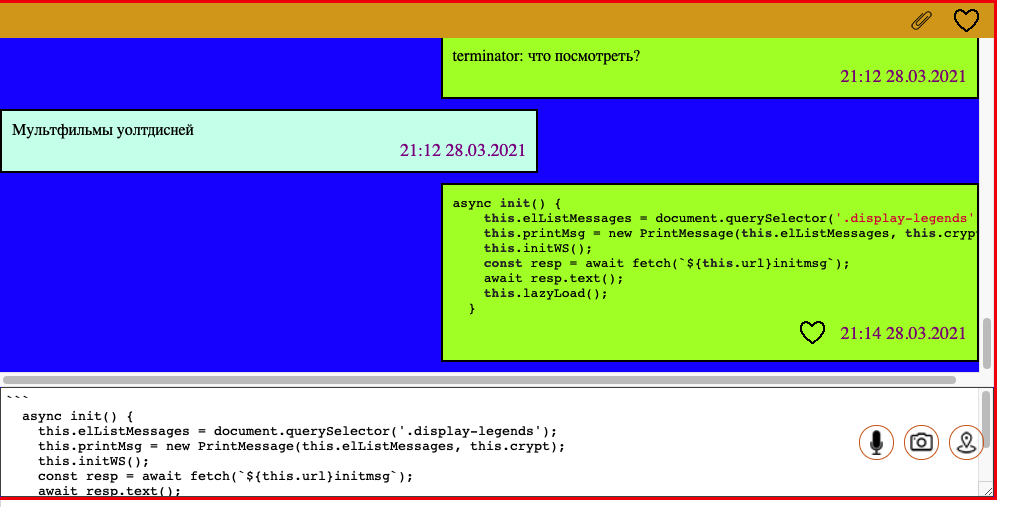 terminator: что посмотреть?
21:12 28.03.2021
Мультфильмы уолтдисней
21:12 28.03.2021
async init() {
this.elListMessages = document.querySelector('.display-legends'
this.printMsg = new PrintMessage(this.elListMessages, this.cryp
this.initWS();
const resp = await fetch(`${this.url}initmsg`);
await resp.text();
this.lazyLoad();
}
21:14 28.03.2021
```
async init() {
this.elListMessages = document.querySelector('.display-legends');
this.printMsg = new PrintMessage(this.elListMessages, this.crypt);
this.initWS();
const resp = await fetch(`${this.url}initmsg`);
await resp.text();